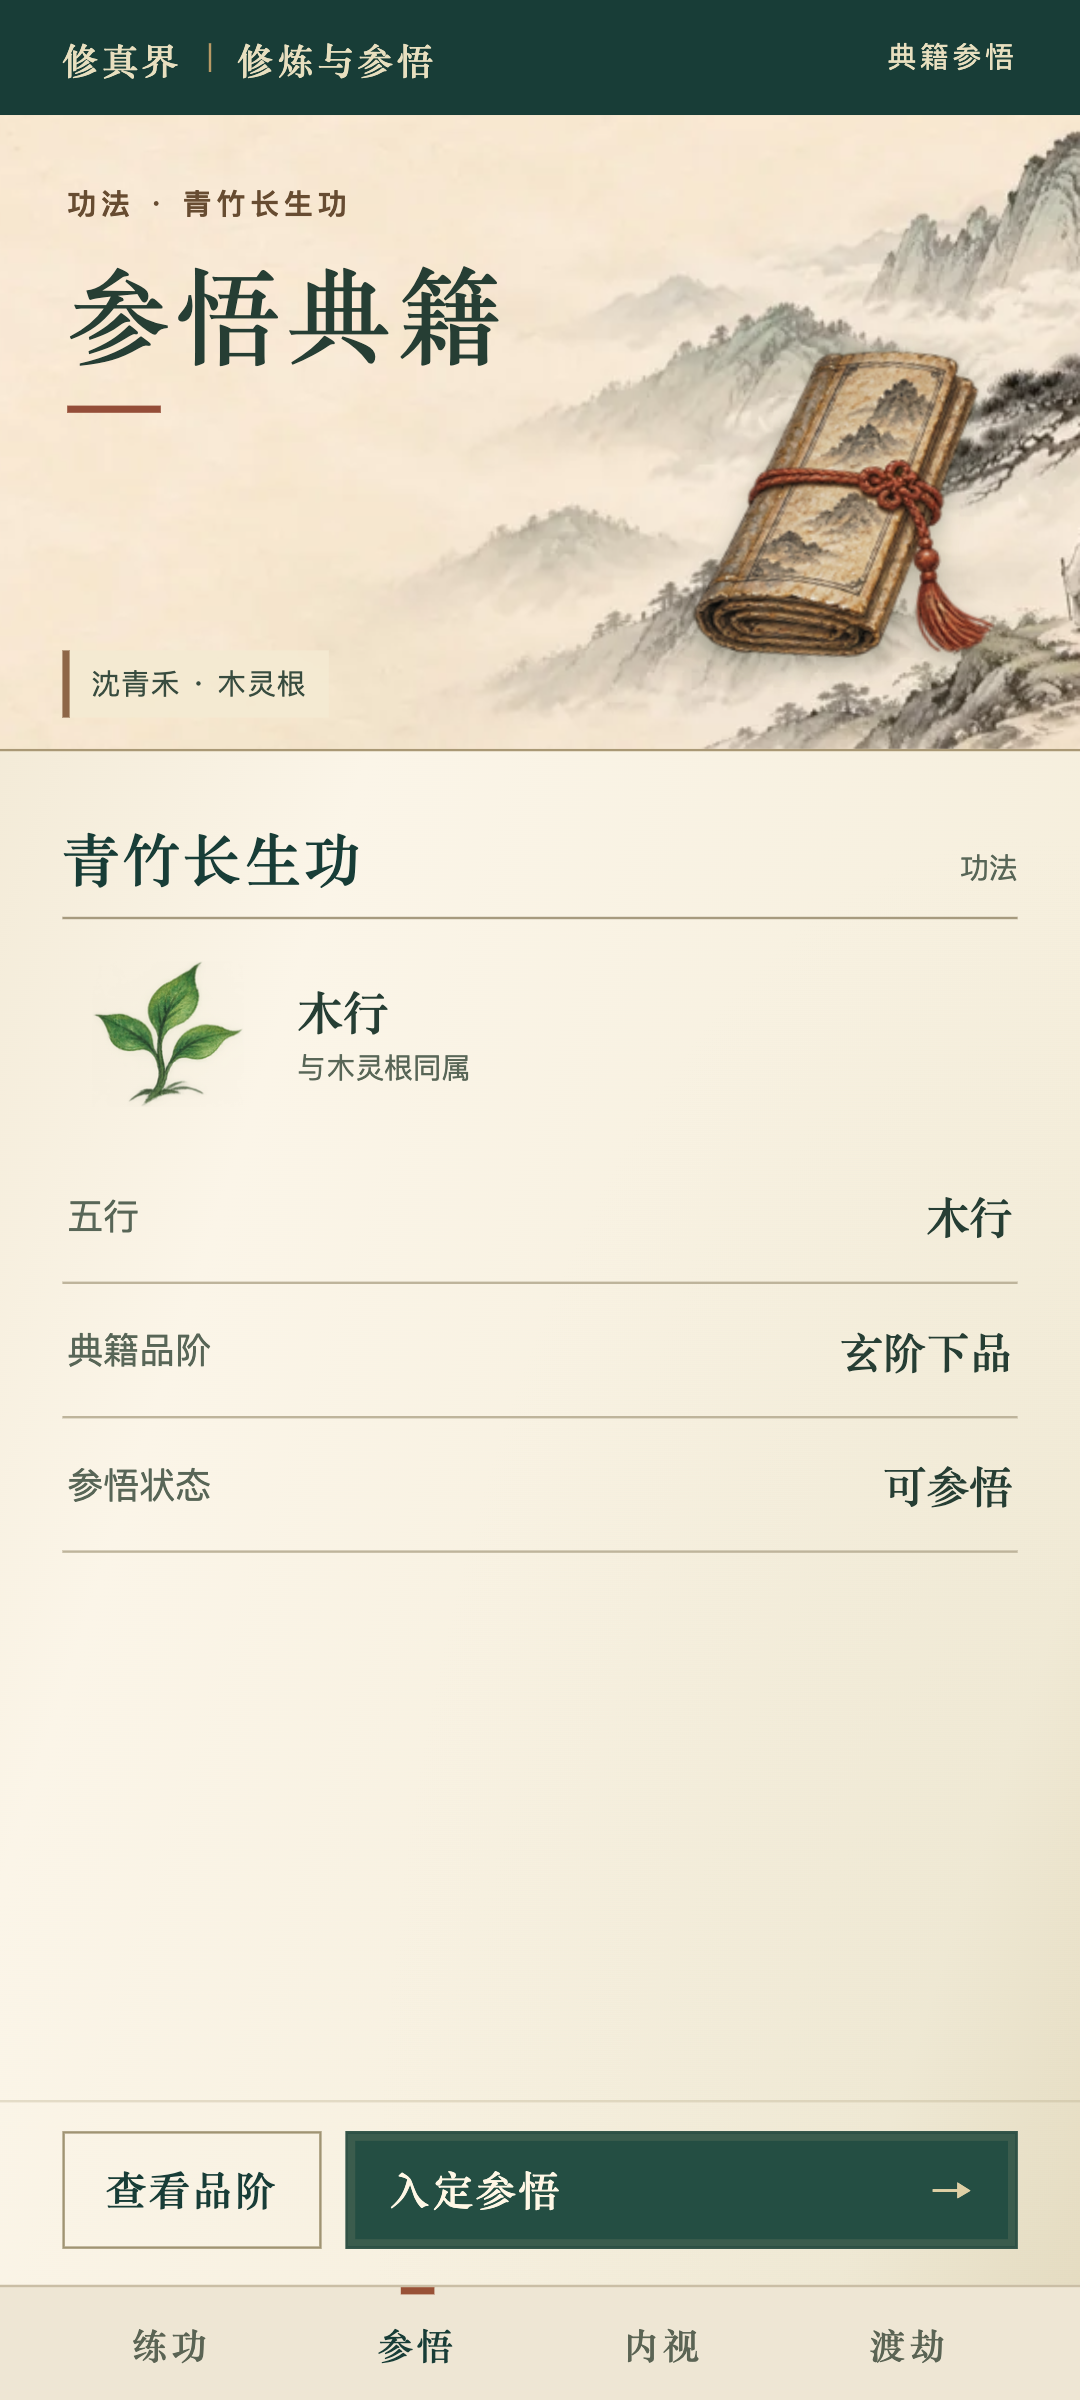 修真界 | 修炼与参悟
典籍参悟
功法 · 青竹长生功
参悟典籍
沈青禾 · 木灵根
青竹长生功
功法
木行
与木灵根同属
五行
木行
典籍品阶
玄阶下品
参悟状态
可参悟
查看品阶
入定参悟 →
练功
参悟
内视
渡劫